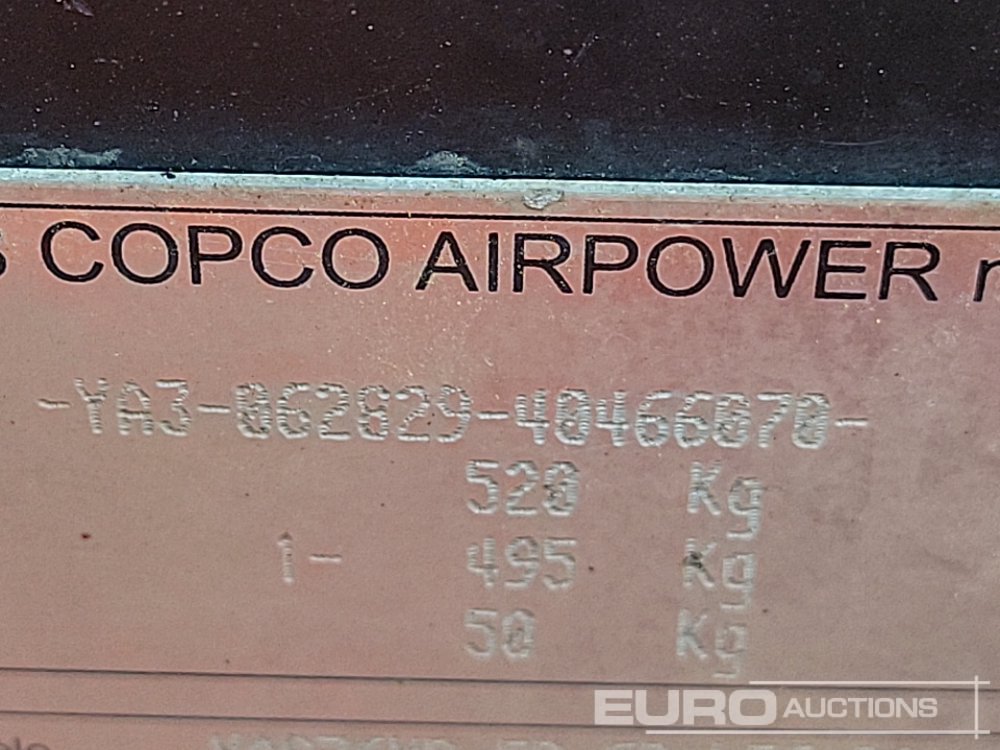 S COPCO AIRPOWER n
-YA3-062829-40466070-
520 Kg
1- 495 Kg
50 Kg
EURO AUCTIONS